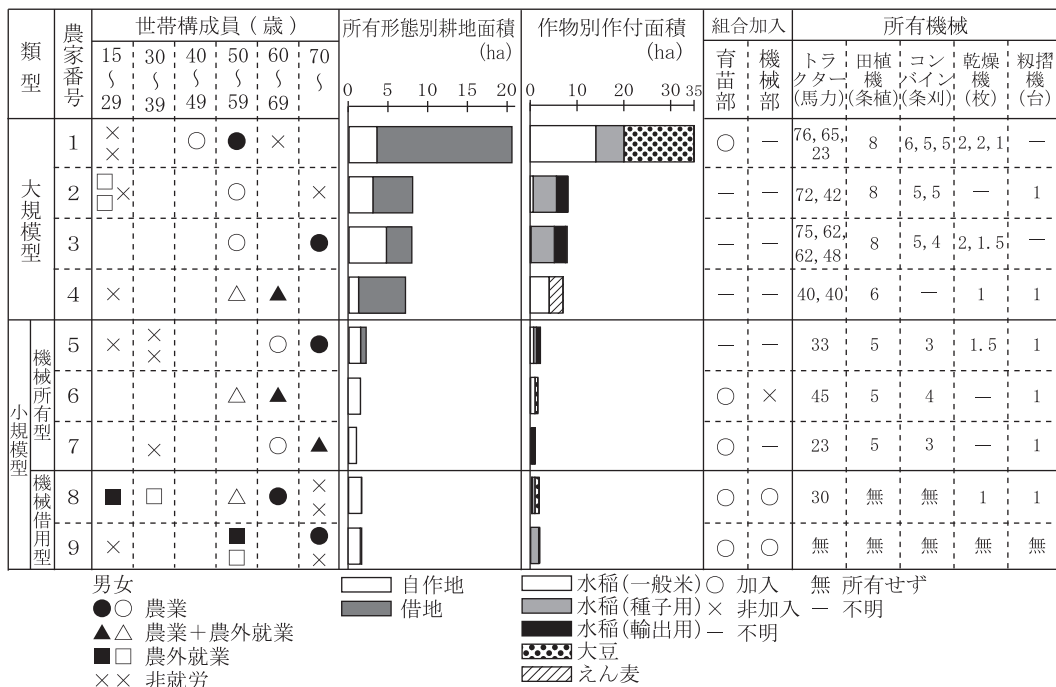 類型 農家番号 世帯構成員(歳) 所有形態別耕地面積(ha) 作物別作付面積(ha) 組合加入 所有機械
15〜29 30〜39 40〜49 50〜59 60〜69 70〜 育苗部 機械部 トラクター(馬力) 田植機(条植) コンバイン(条刈) 乾燥機(枚) 籾摺機(台)
0 5 10 15 20 0 10 20 30 35
大規模型
1 × × ○ ● × ○ — 76, 65, 23 8 6, 5, 5 2, 2, 1 —
2 □ □ × ○ × — — 72, 42 8 5, 5 — 1
3 ○ ● — — 75, 62, 62, 48 8 5, 4 2, 1.5 —
4 × △ ▲ — — 40, 40 6 — 1 1
小規模型
機械所有型
5 × × × ○ ● — — 33 5 3 1.5 1
6 △ ▲ ○ × 45 5 4 — 1
7 × ○ ▲ ○ — 23 5 3 — 1
機械借用型
8 ■ □ △ ● × × ○ ○ 30 無 無 1 1
9 × ■ □ ● × ○ ○ 無 無 無 無 無
男女
●○ 農業
▲△ 農業+農外就業
■□ 農外就業
×× 非就労
自作地
借地
水稲(一般米)
水稲(種子用)
水稲(輸出用)
大豆
えん麦
○ 加入
× 非加入
— 不明
無 所有せず
— 不明